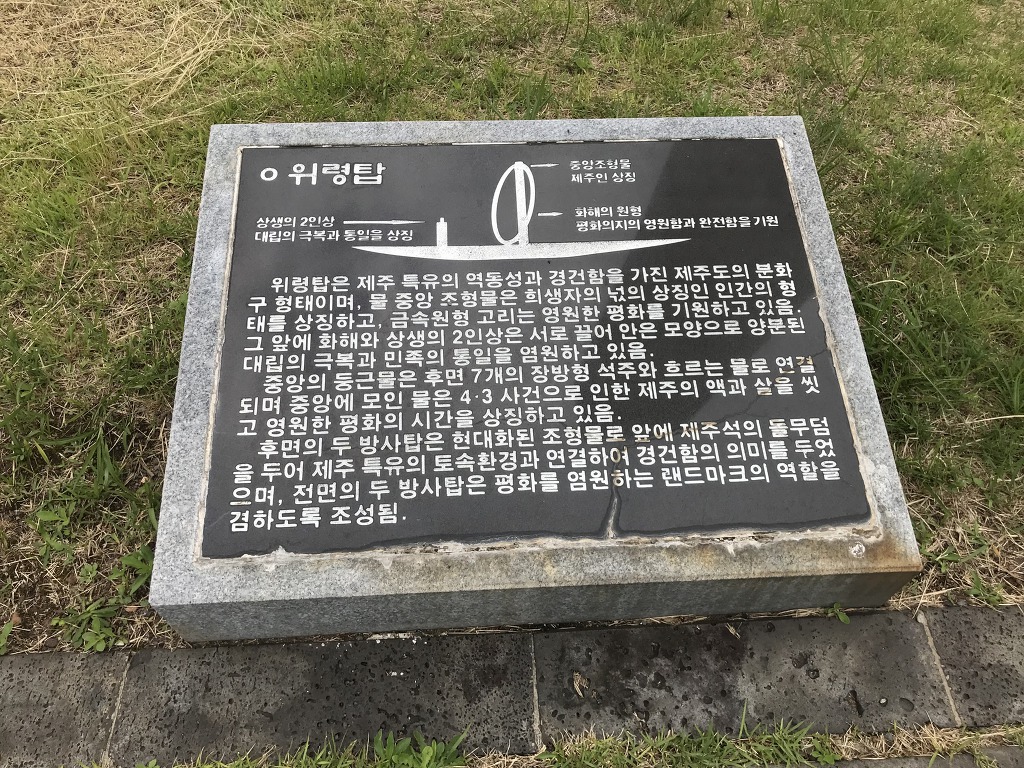 ㅇ위령탑
중앙조형물
제주인 상징
상생의 2인상
대립의 극복과 통일을 상징
화해의 원형
평화의지의 영원함과 완전함을 기원
위령탑은 제주 특유의 역동성과 경건함을 가진 제주도의 분화
구 형태이며, 물 중앙 조형물은 희생자의 넋의 상징인 인간의 형
태를 상징하고, 금속원형 고리는 영원한 평화를 기원하고 있음.
그 앞에 화해와 상생의 2인상은 서로 끌어 안은 모양으로 양분된
대립의 극복과 민족의 통일을 염원하고 있음.
중앙의 둥근물은 후면 7개의 장방형 석주와 흐르는 물로 연결
되며 중앙에 모인 물은 4·3 사건으로 인한 제주의 액과 살을 씻
고 영원한 평화의 시간을 상징하고 있음.
후면의 두 방사탑은 현대화된 조형물로 앞에 제주석의 돌무덤
을 두어 제주 특유의 토속환경과 연결하여 경건함의 의미를 두었
으며, 전면의 두 방사탑은 평화를 염원하는 랜드마크의 역할을
겸하도록 조성됨.